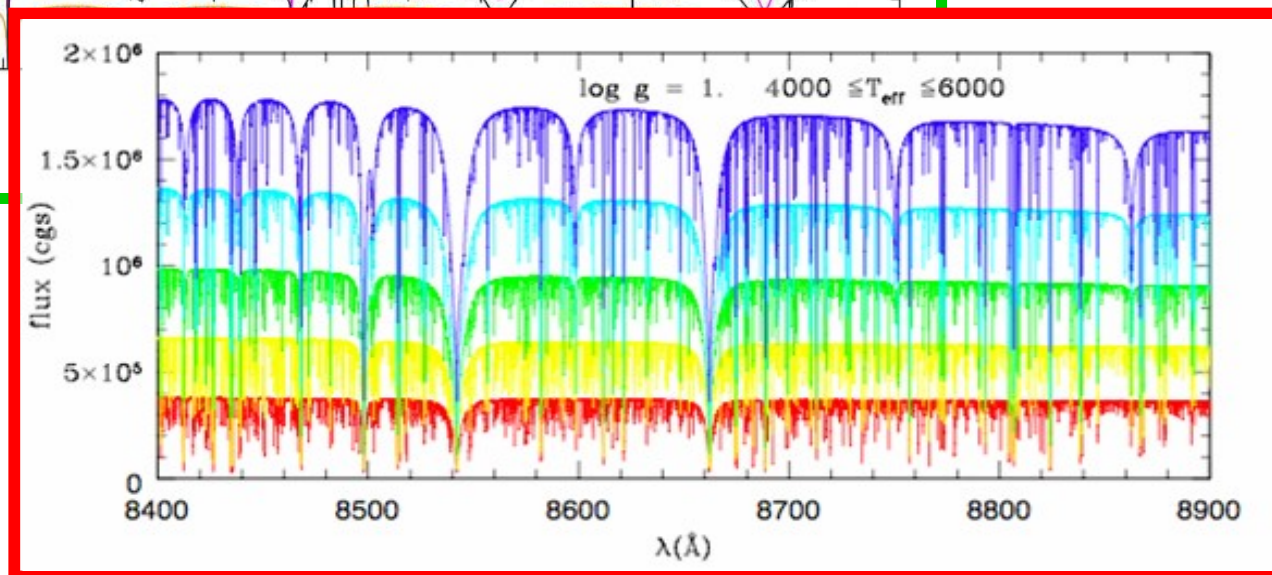 2×10⁶
log g = 1. 4000 ≤T_eff ≤6000
1.5×10⁶
flux (cgs)
10⁶
5×10⁵
0
8400 8500 8600 8700 8800 8900
λ(Å)